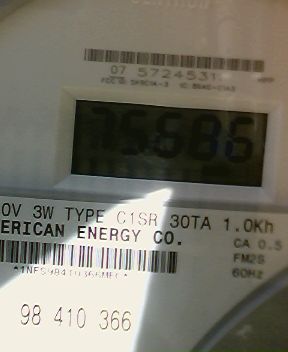 07 5724531
75686
0V 3W TYPE C1SR 30TA 1.0Kh
ERICAN ENERGY CO.
CA 0.5
FM2S
60Hz
98 410 366